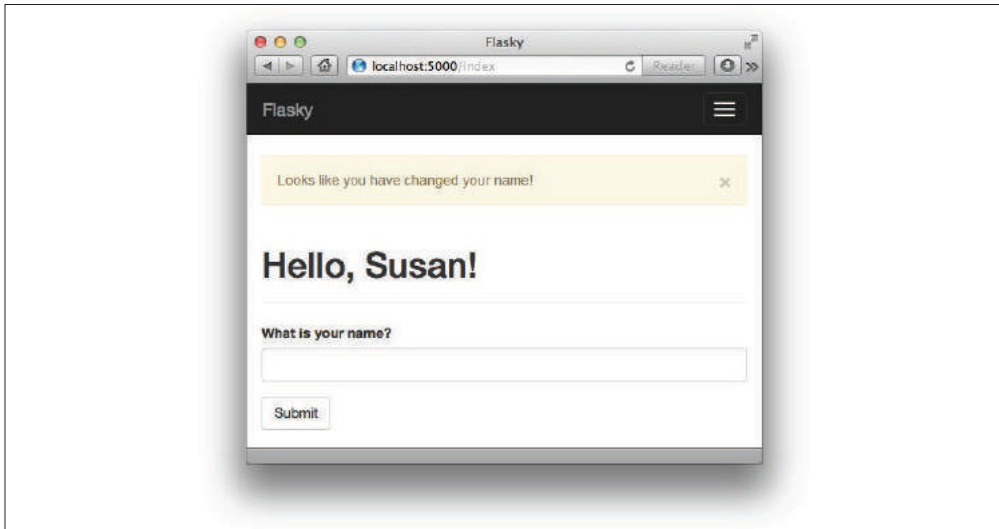 Flasky
localhost:5000/index
Reader
Flasky
Looks like you have changed your name!
×
Hello, Susan!
What is your name?
Submit